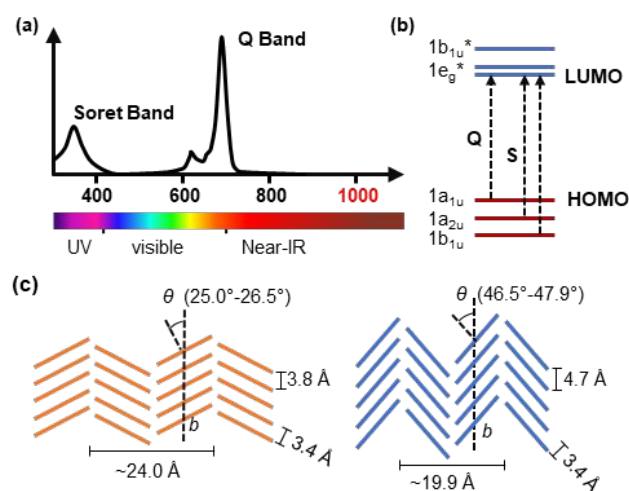 (a)
Q Band
Soret Band
400 600 800 1000
UV visible Near-IR
(b)
1b1u*
1eg*
LUMO
Q
S
1a1u
HOMO
1a2u
1b1u
(c)
θ (25.0°-26.5°)
3.8 Å
b
3.4 Å
~24.0 Å
θ (46.5°-47.9°)
4.7 Å
b
3.4 Å
~19.9 Å